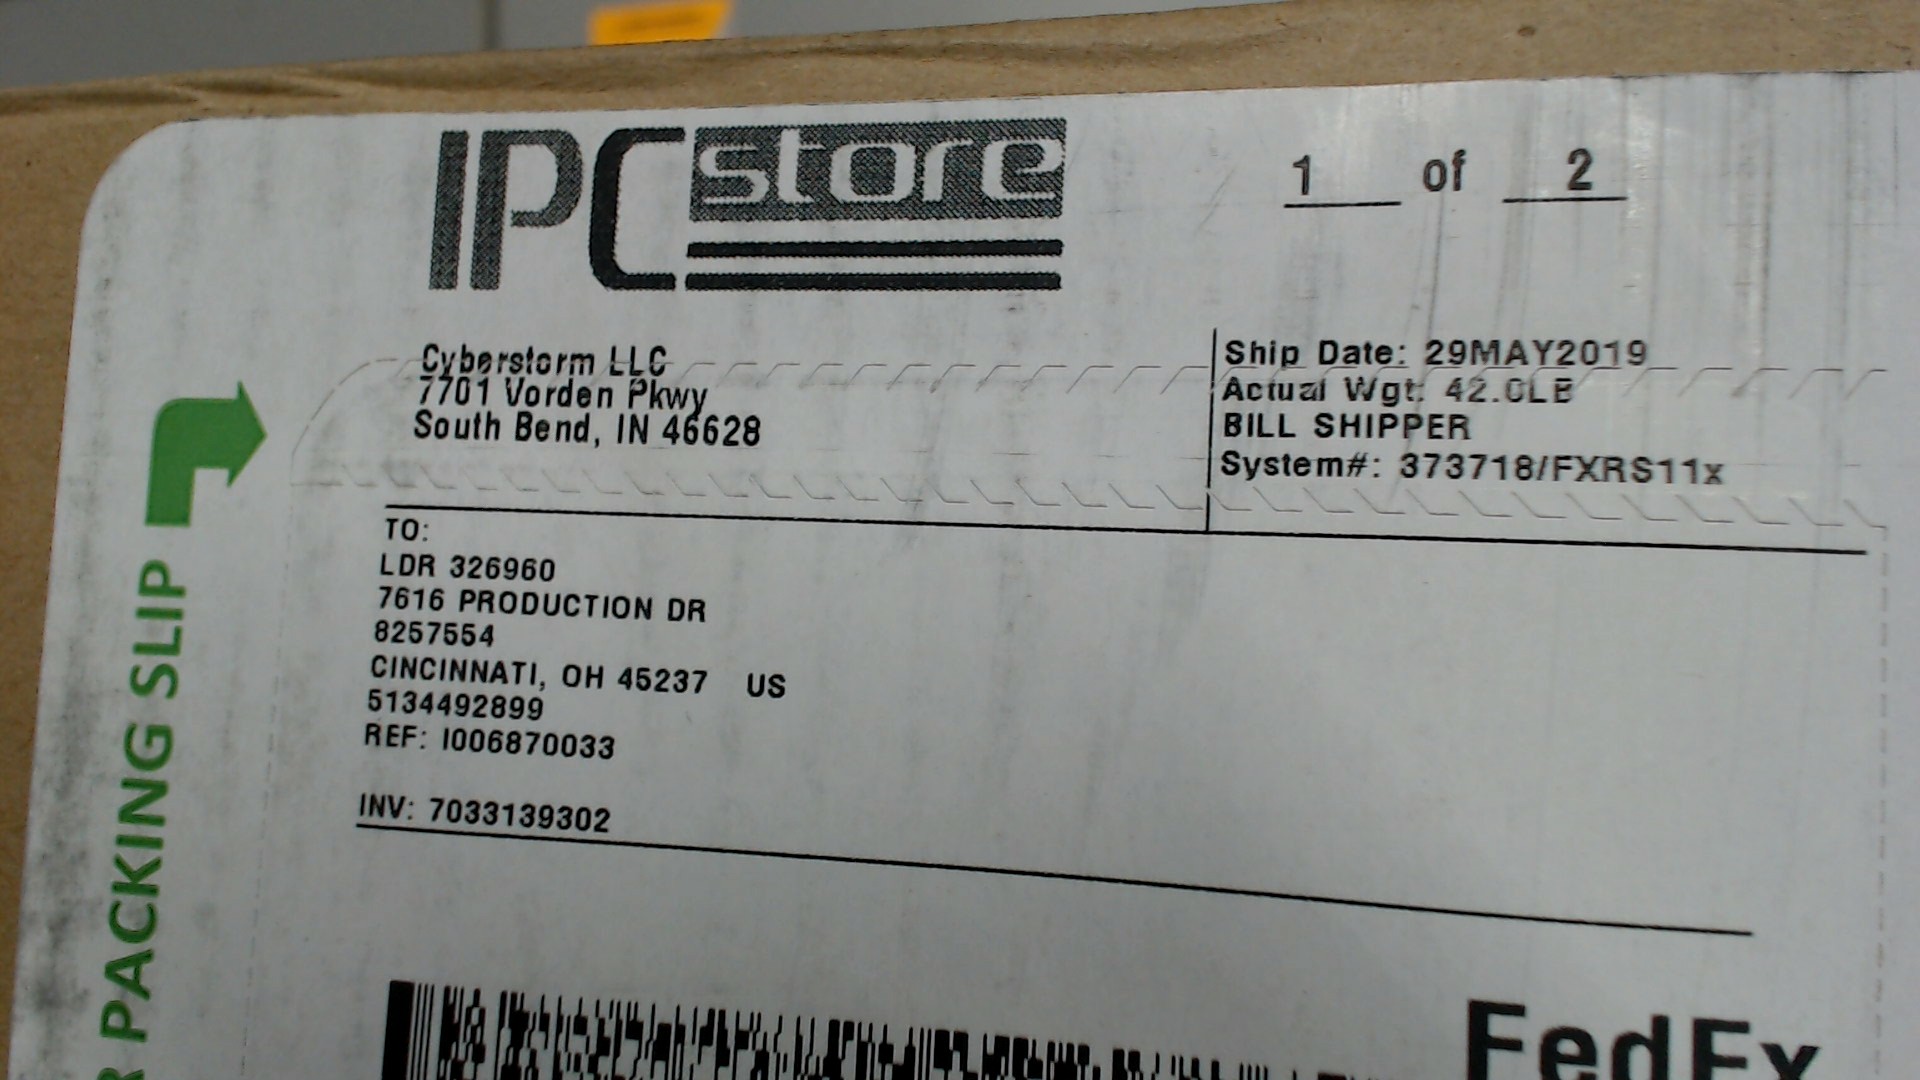 IPC store
1 of 2
Cyberstorm LLC
7701 Vorden Pkwy
South Bend, IN 46628
Ship Date: 29MAY2019
Actual Wgt: 42.0LB
BILL SHIPPER
System#: 373718/FXRS11x
TO:
LDR 326960
7616 PRODUCTION DR
8257554
CINCINNATI, OH 45237 US
5134492899
REF: I006870033
INV: 7033139302
FedEx
PACKING SLIP